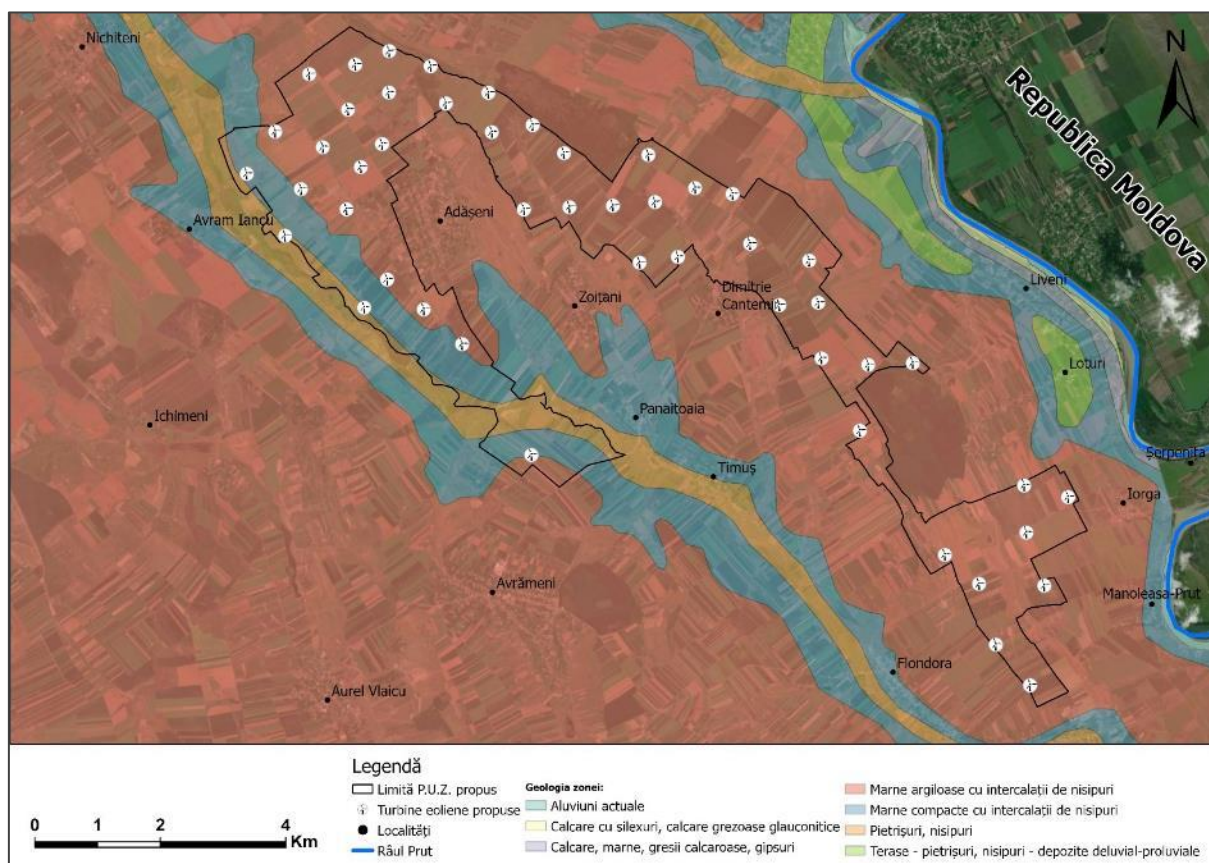 Nichiteni
N
Republica Moldova
Avram Iancu
Adășeni
Liveni
Zoițani
Dimitrie
Loturi
Ichimeni
Panaitoaia
Timuș
Iorga
Avrămeni
Manoleasa-Prut
Flondora
Aurel Vlaicu
Legendă
Limită P.U.Z. propus
Turbine eoliene propuse
Localități
Râul Prut
Geologia zonei:
Aluviuni actuale
Calcare cu silexuri, calcare grezoase glauconitice
Calcare, marne, gresii calcaroase, gipsuri
Marne argiloase cu intercalații de nisipuri
Marne compacte cu intercalații de nisipuri
Pietrișuri, nisipuri
Terase - pietrișuri, nisipuri - depozite deluvial-proluviale
0 1 2 4
Km